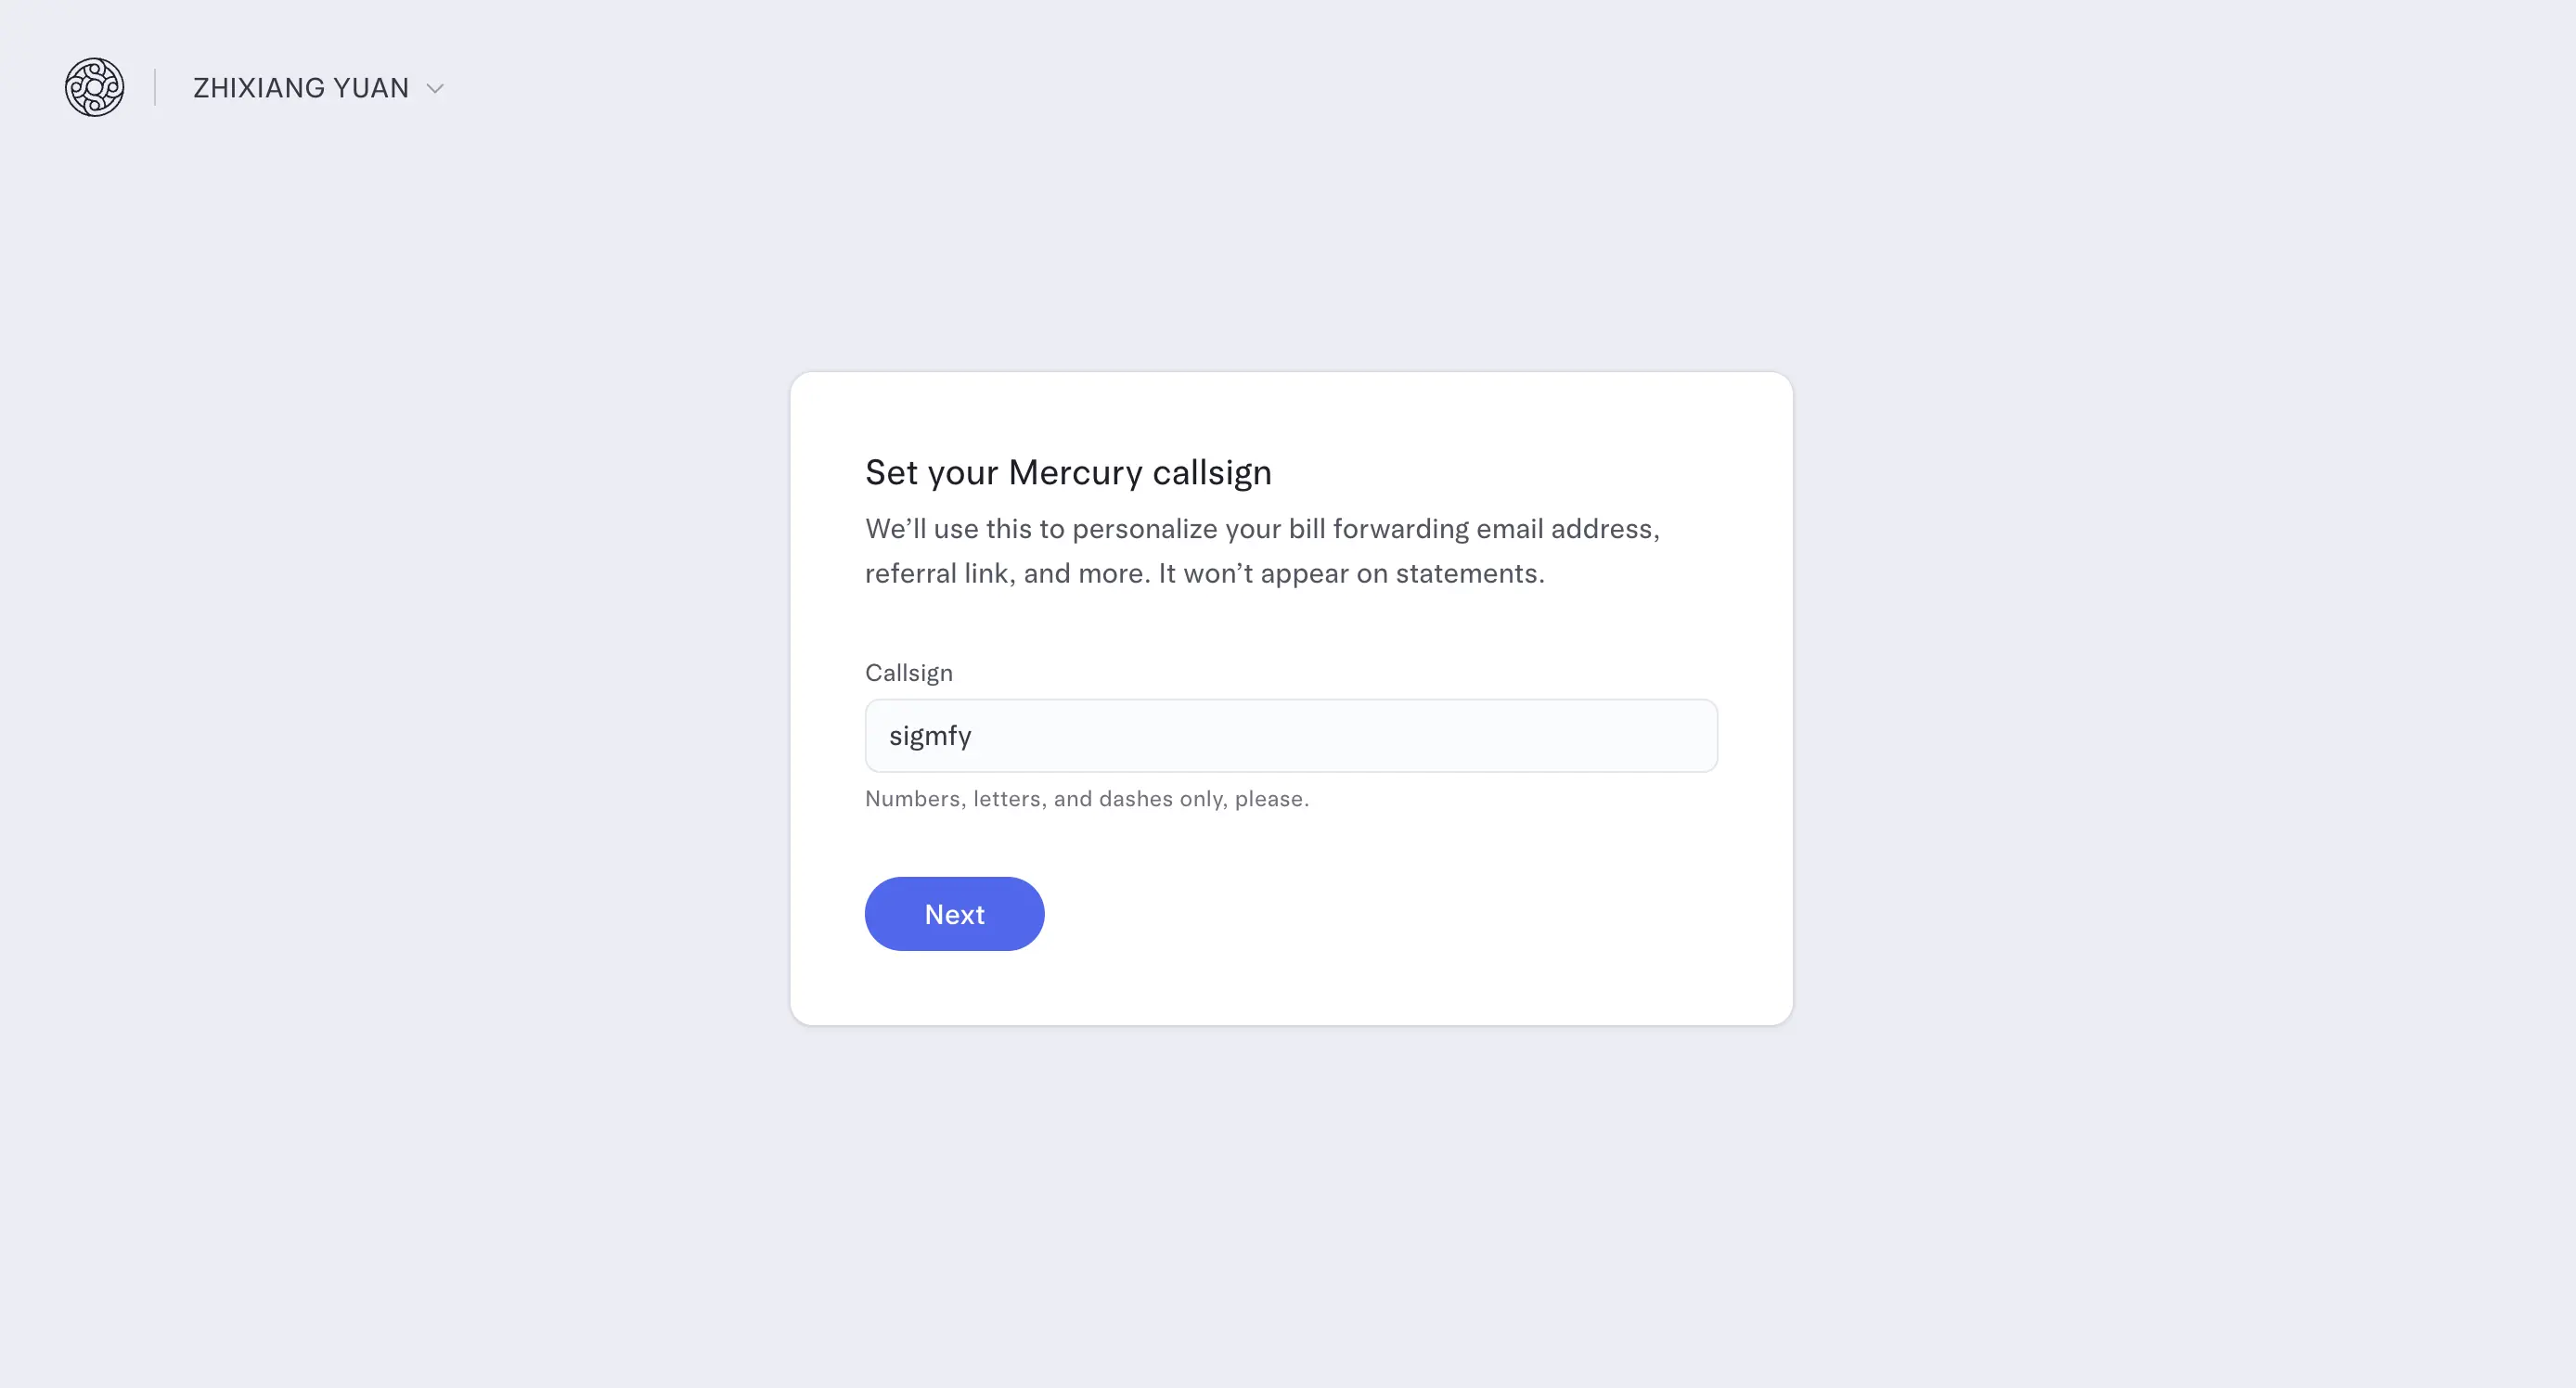 ZHIXIANG YUAN
Set your Mercury callsign
We’ll use this to personalize your bill forwarding email address,
referral link, and more. It won’t appear on statements.
Callsign
sigmfy
Numbers, letters, and dashes only, please.
Next